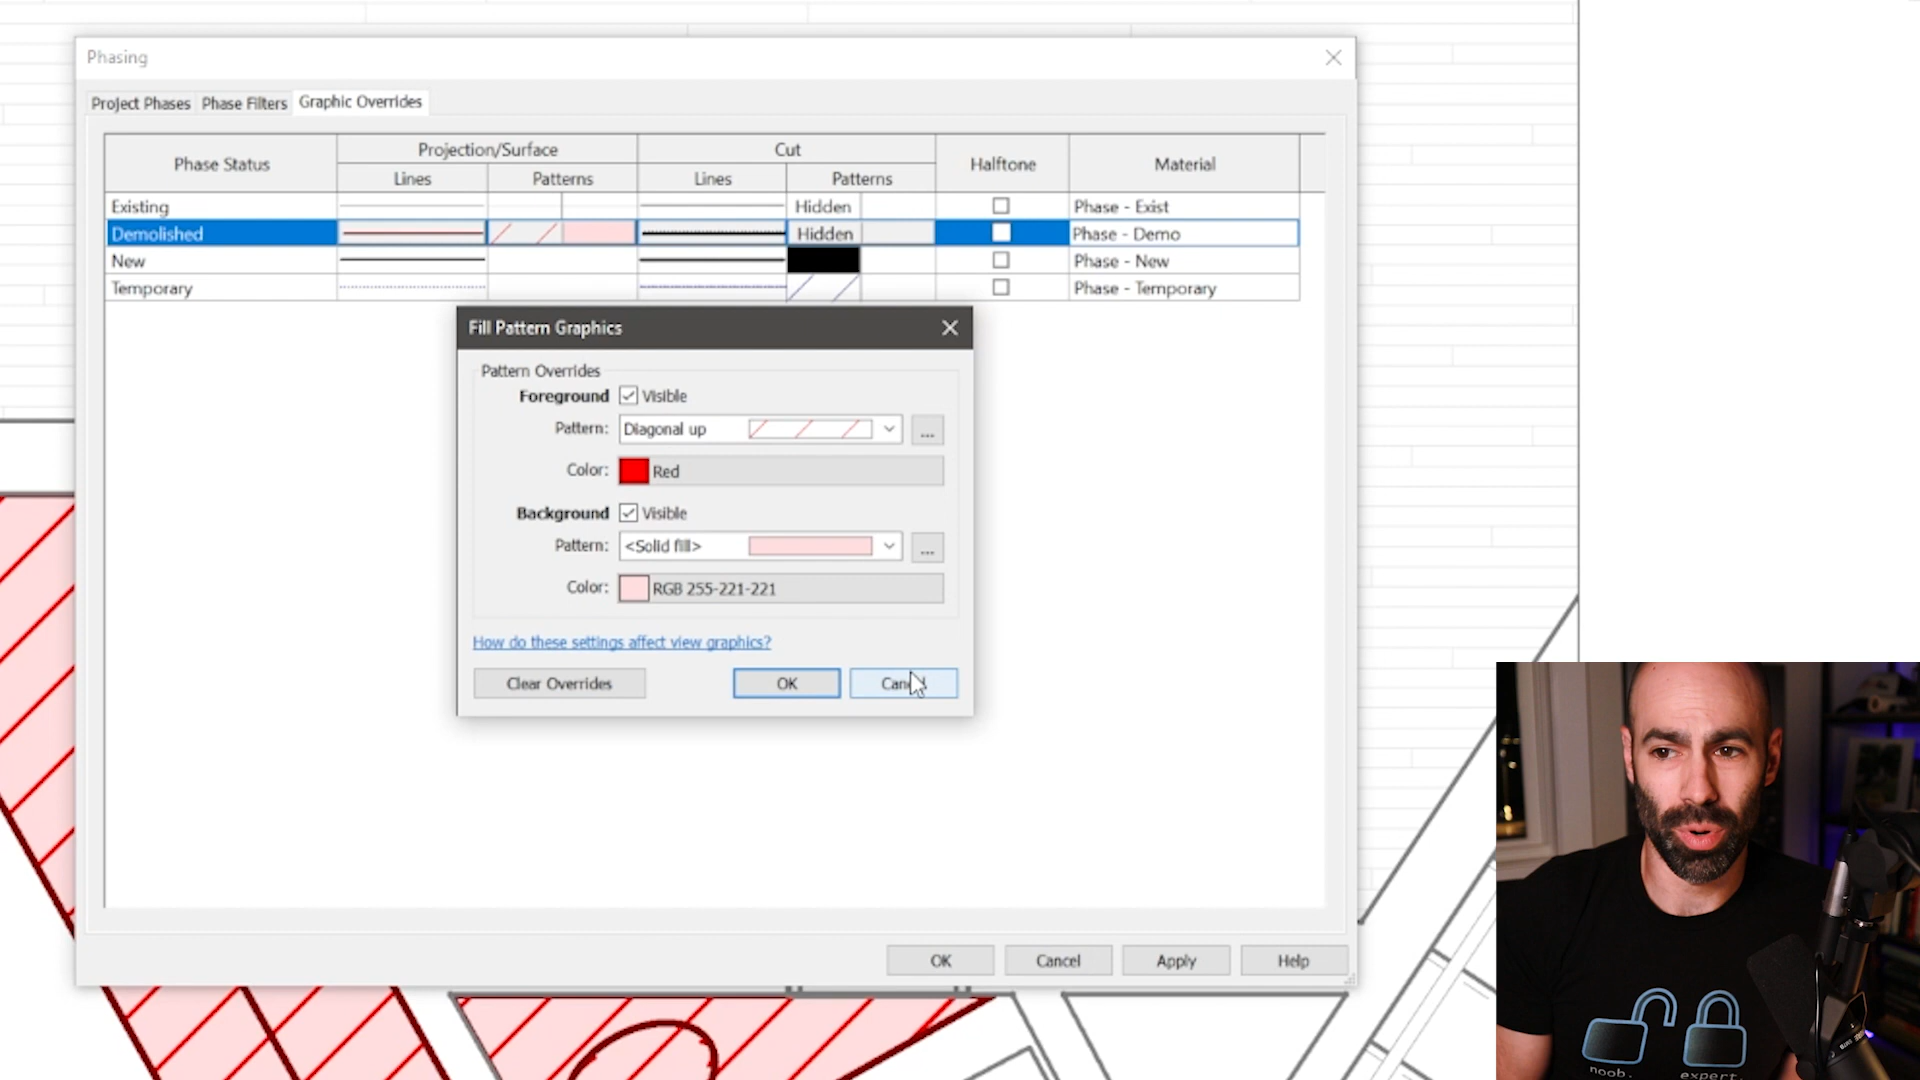 Phasing
Project Phases Phase Filters Graphic Overrides
Phase Status Projection/Surface Cut Halftone Material
Lines Patterns Lines Patterns
Existing Hidden Phase - Exist
Demolished Hidden Phase - Demo
New Phase - New
Temporary Phase - Temporary
Fill Pattern Graphics
Pattern Overrides
Foreground Visible
Pattern: Diagonal up ...
Color: Red
Background Visible
Pattern: <Solid fill> ...
Color: RGB 255-221-221
How do these settings affect view graphics?
Clear Overrides OK Cancel
OK Cancel Apply Help
noob. expert.